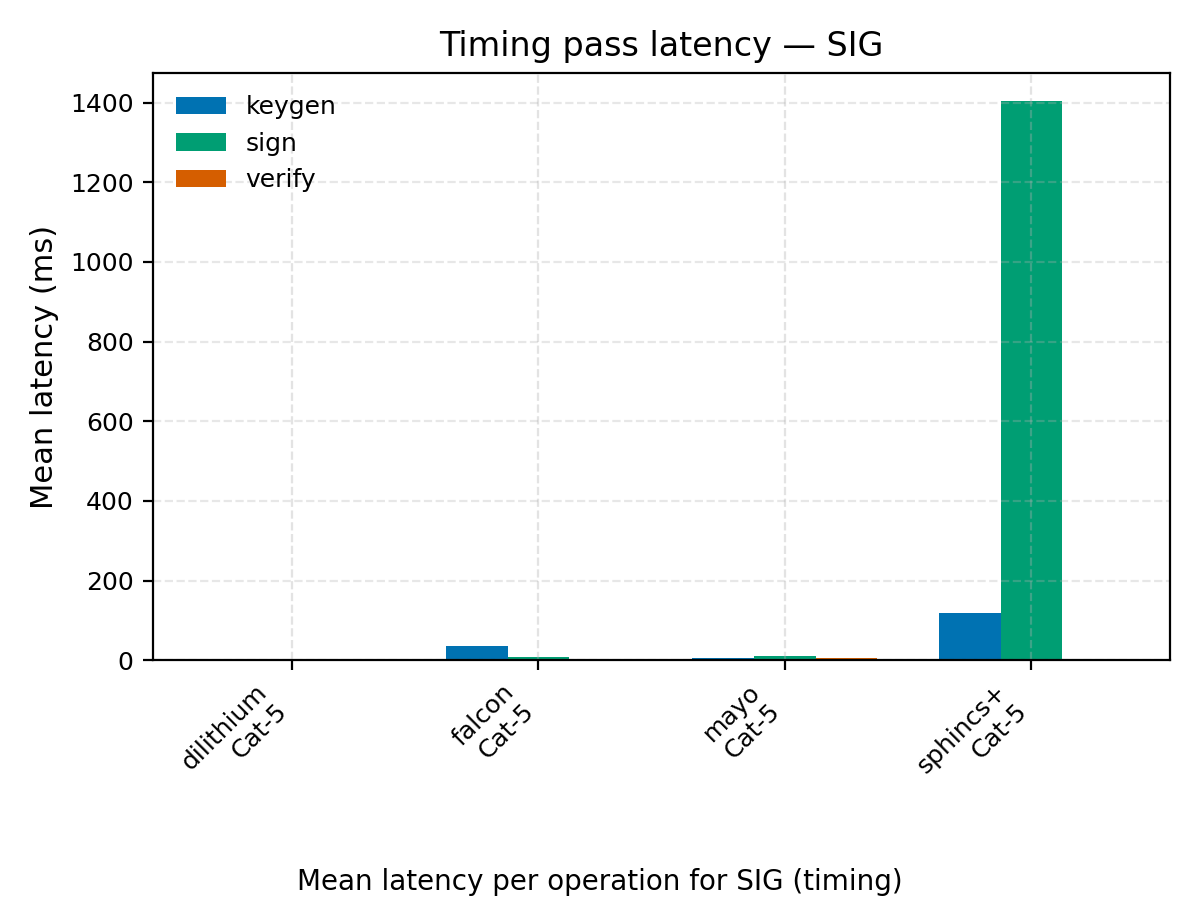 Timing pass latency — SIG
keygen
sign
verify
Mean latency (ms)
1400
1200
1000
800
600
400
200
0
dilithium
Cat-5
falcon
Cat-5
mayo
Cat-5
sphincs+
Cat-5
Mean latency per operation for SIG (timing)